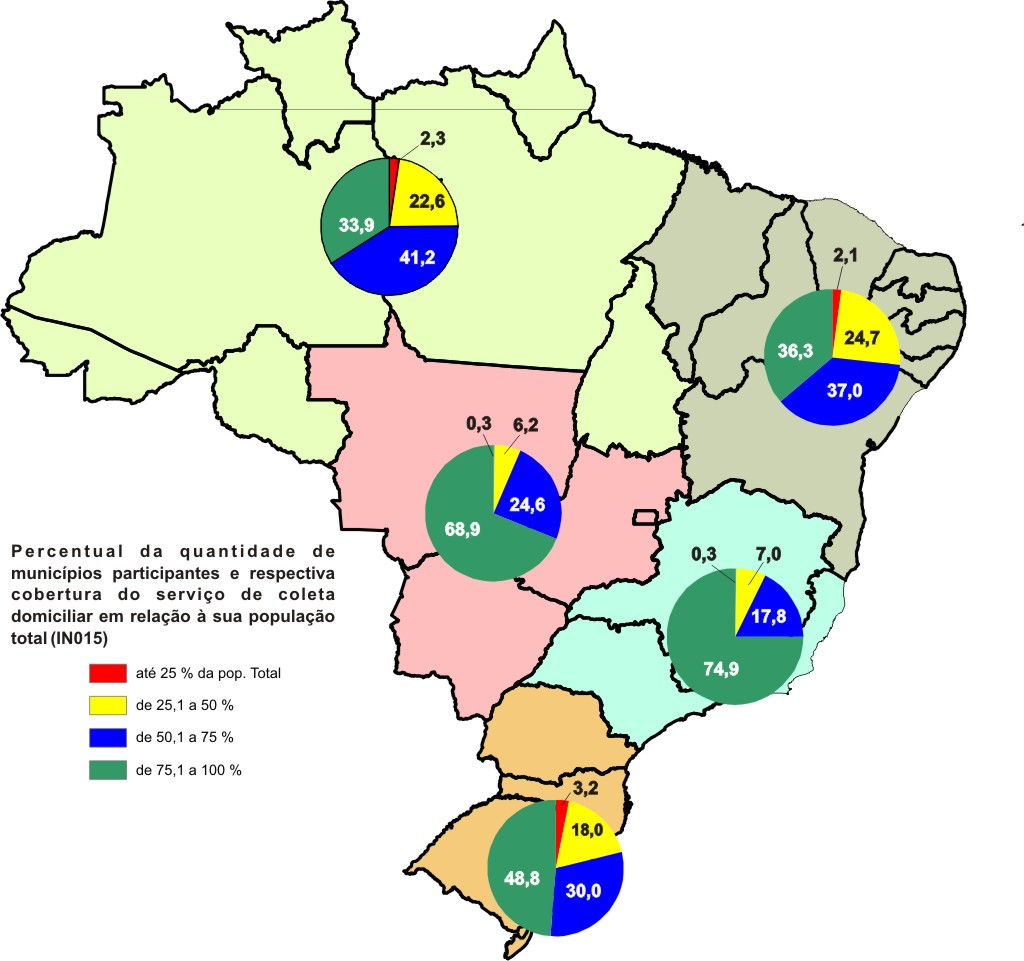 2,3
22,6
33,9
41,2
2,1
24,7
36,3
37,0
0,3
6,2
24,6
68,9
0,3
7,0
17,8
74,9
Percentual da quantidade de
municípios participantes e respectiva
cobertura do serviço de coleta
domiciliar em relação à sua população
total (IN015)
até 25 % da pop. Total
de 25,1 a 50 %
de 50,1 a 75 %
de 75,1 a 100 %
3,2
18,0
48,8
30,0